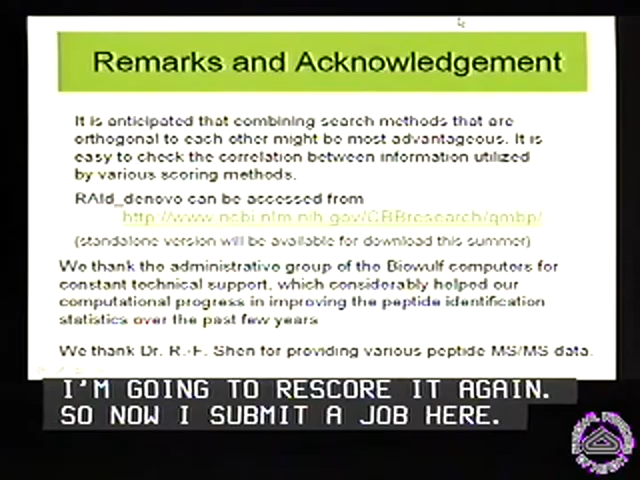 Remarks and Acknowledgement
It is anticipated that combining search methods that are
orthogonal to each other might be most advantageous. It is
easy to check the correlation between information utilized
by various scoring methods.
RAId_denovo can be accessed from
http://www.ncbi.nlm.nih.gov/CBBresearch/qmbp/
(standalone version will be available for download this summer)
We thank the administrative group of the Biowulf computers for
constant technical support, which considerably helped our
computational progress in improving the peptide identification
statistics over the past few years
We thank Dr. R.-F. Shen for providing various peptide MS/MS data.
I'M GOING TO RESCORE IT AGAIN.
SO NOW I SUBMIT A JOB HERE.